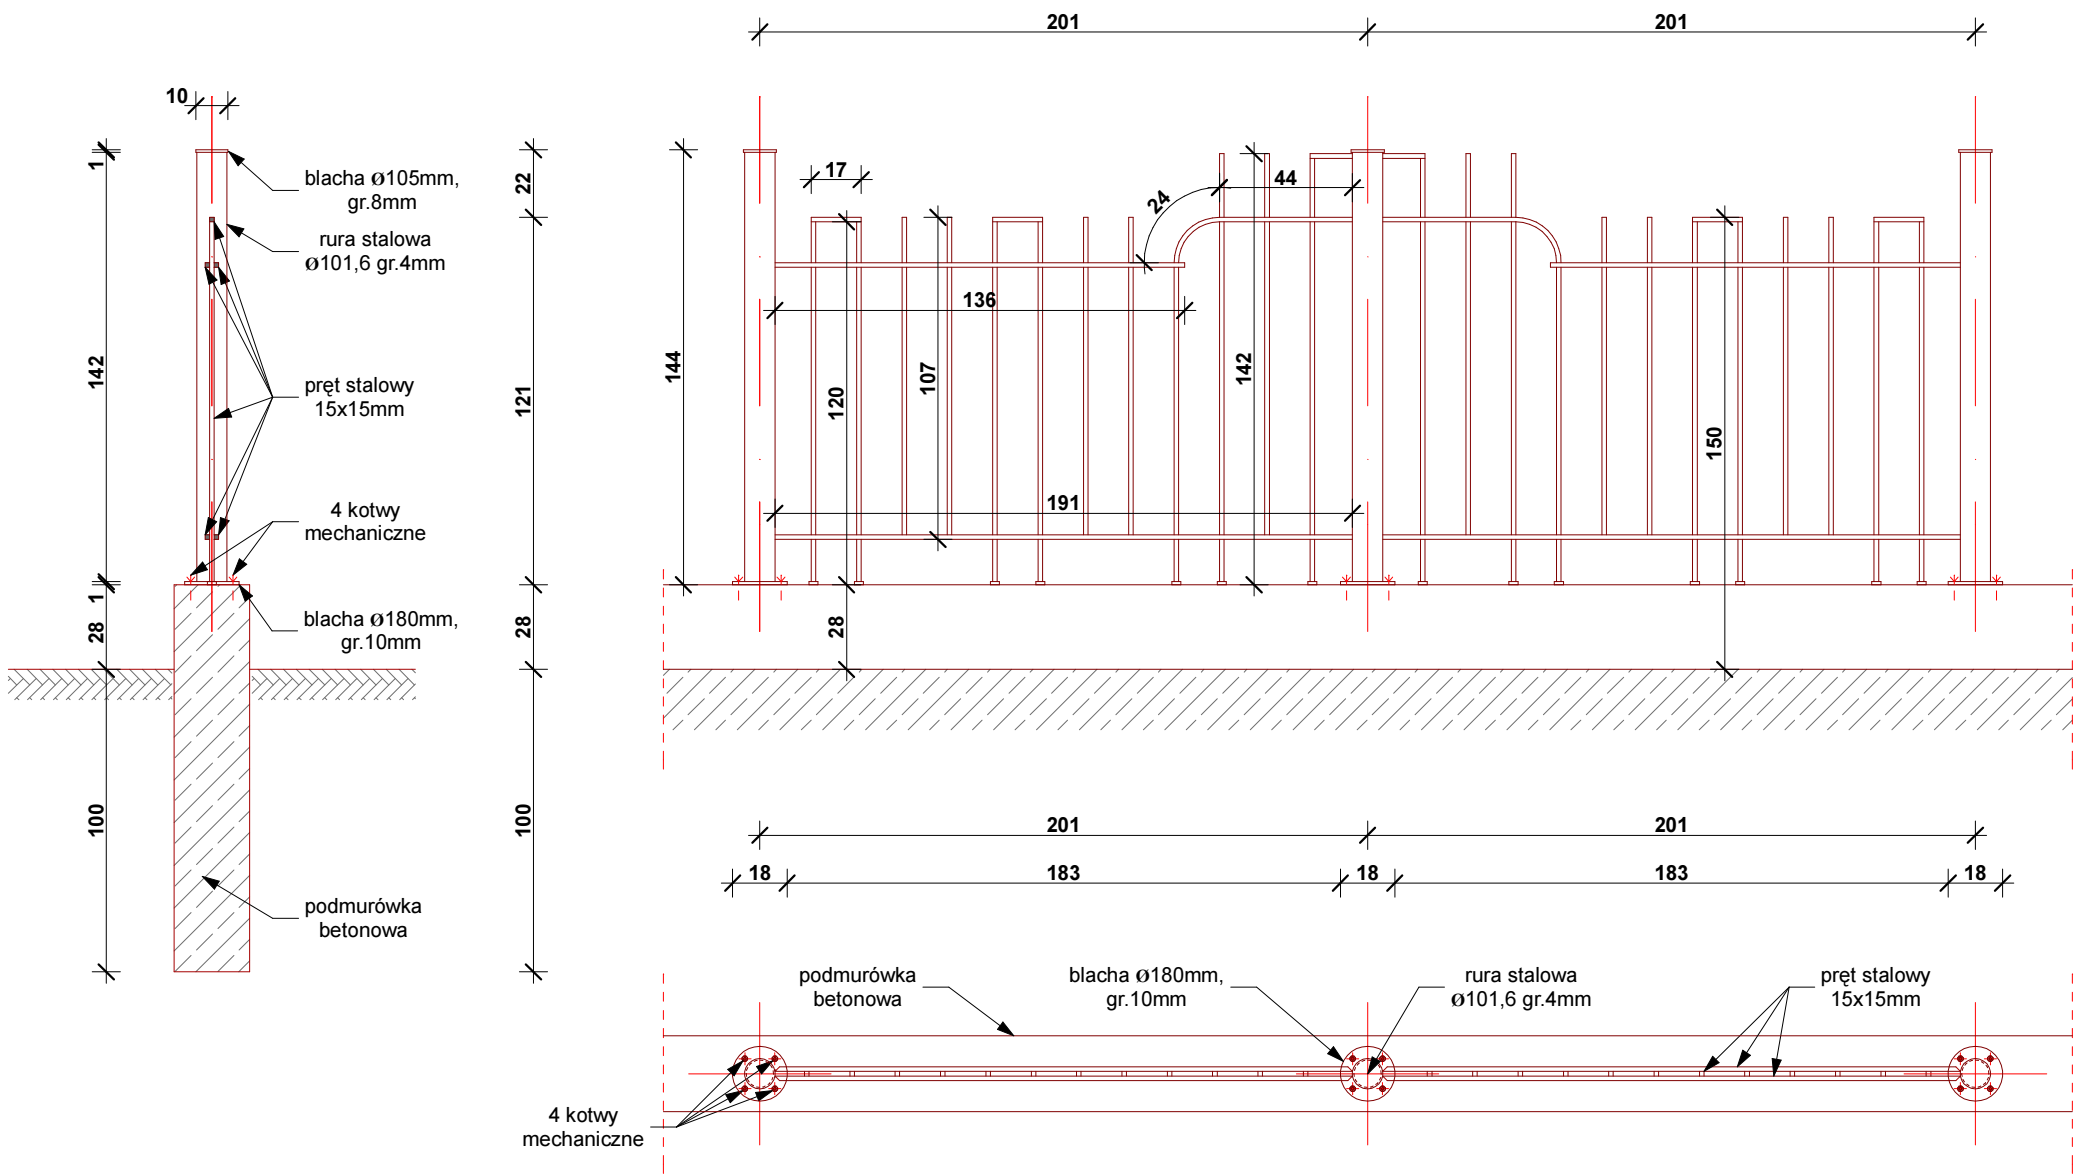 201
201
10
1
142
1
28
100
22
121
28
100
blacha Ø105mm,
gr.8mm
rura stalowa
Ø101,6 gr.4mm
pręt stalowy
15x15mm
4 kotwy
mechaniczne
blacha Ø180mm,
gr.10mm
podmurówka
betonowa
17
24
44
136
144
120
107
142
150
191
28
201
201
18
183
18
183
18
podmurówka
betonowa
blacha Ø180mm,
gr.10mm
rura stalowa
Ø101,6 gr.4mm
pręt stalowy
15x15mm
4 kotwy
mechaniczne